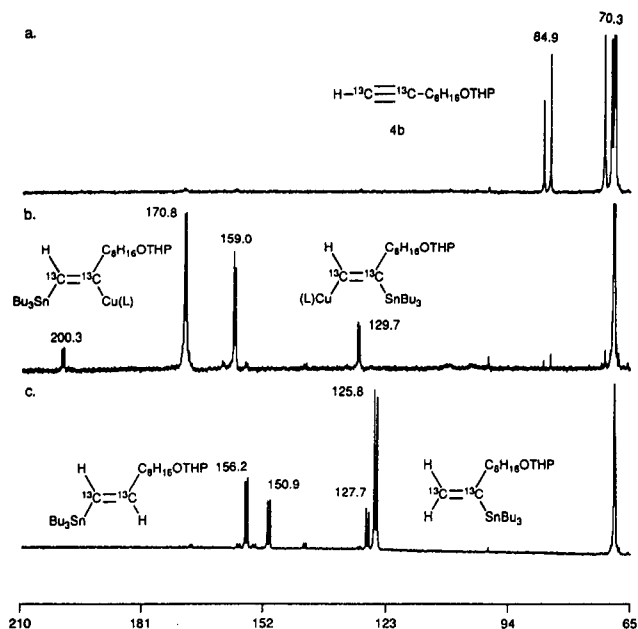 a.
84.9
70.3
H—¹³C≡¹³C–C₈H₁₆OTHP
4b
b.
170.8
159.0
200.3
129.7
H
C₈H₁₆OTHP
¹³C=¹³C
Bu₃Sn
Cu(L)
H
C₈H₁₆OTHP
¹³C=¹³C
(L)Cu
SnBu₃
c.
125.8
156.2
150.9
127.7
H
C₈H₁₆OTHP
¹³C=¹³C
Bu₃Sn
H
H
C₈H₁₆OTHP
¹³C=¹³C
H
SnBu₃
210 181 152 123 94 65